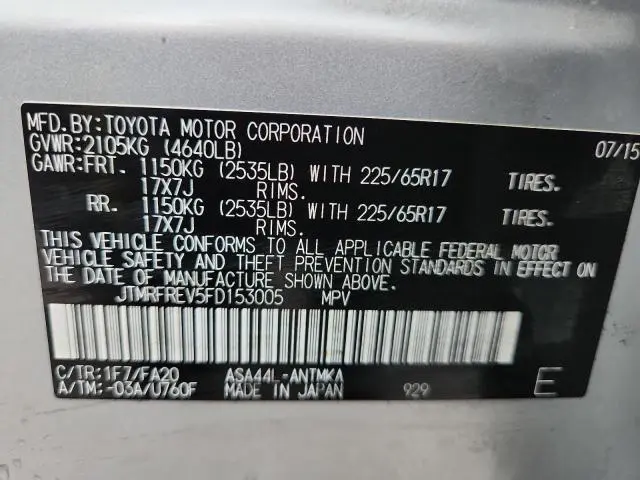 MFD.BY:TOYOTA MOTOR CORPORATION 07/15
GVWR:2105KG (4640LB)
GAWR:FRT. 1150KG (2535LB) WITH 225/65R17 TIRES.
17X7J RIMS.
RR. 1150KG (2535LB) WITH 225/65R17 TIRES.
17X7J RIMS.
THIS VEHICLE CONFORMS TO ALL APPLICABLE FEDERAL MOTOR
VEHICLE SAFETY AND THEFT PREVENTION STANDARDS IN EFFECT ON
THE DATE OF MANUFACTURE SHOWN ABOVE.
JTMRFREV5FD153005 MPV
C/TR:1F7/FA20 ASA44L-ANTMKA
A/TM:-03A/U760F MADE IN JAPAN 929 E